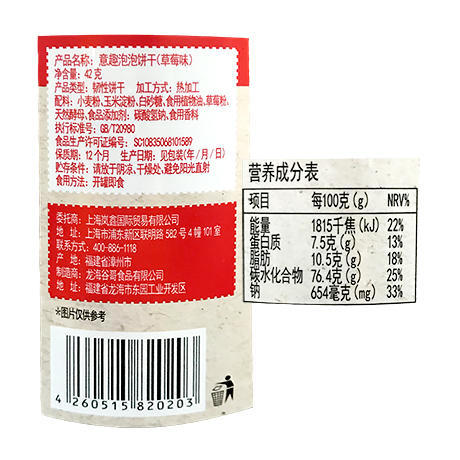 产品名称：意趣泡泡饼干(草莓味)
净含量：42克
产品类型：韧性饼干 加工方式：热加工
配料：小麦粉、玉米淀粉、白砂糖、食用植物油、草莓粉、
天然酵母、食品添加剂：碳酸氢钠、食用香料
执行标准号：GB/T20980
食品生产许可证编号：SC10835068101589
保质期：12个月 生产日期：见包装(年/月/日)
贮存条件：请放于阴凉、干燥处、避免阳光直射
食用方法：开罐即食
委托商：上海岚鑫国际贸易有限公司
地 址：上海市浦东新区联明路582号4幢101室
联系方式：400-886-1118
产 地：福建省漳州市
制造商：龙海谷哥食品有限公司
地 址：福建省龙海市东园工业开发区
*图片仅供参考
4 260515 820203
营养成分表
项目 每100克(g) NRV%
能量 1815千焦(kJ) 22%
蛋白质 7.5克(g) 13%
脂肪 10.5克(g) 18%
碳水化合物 76.4克(g) 25%
钠 654毫克(mg) 33%